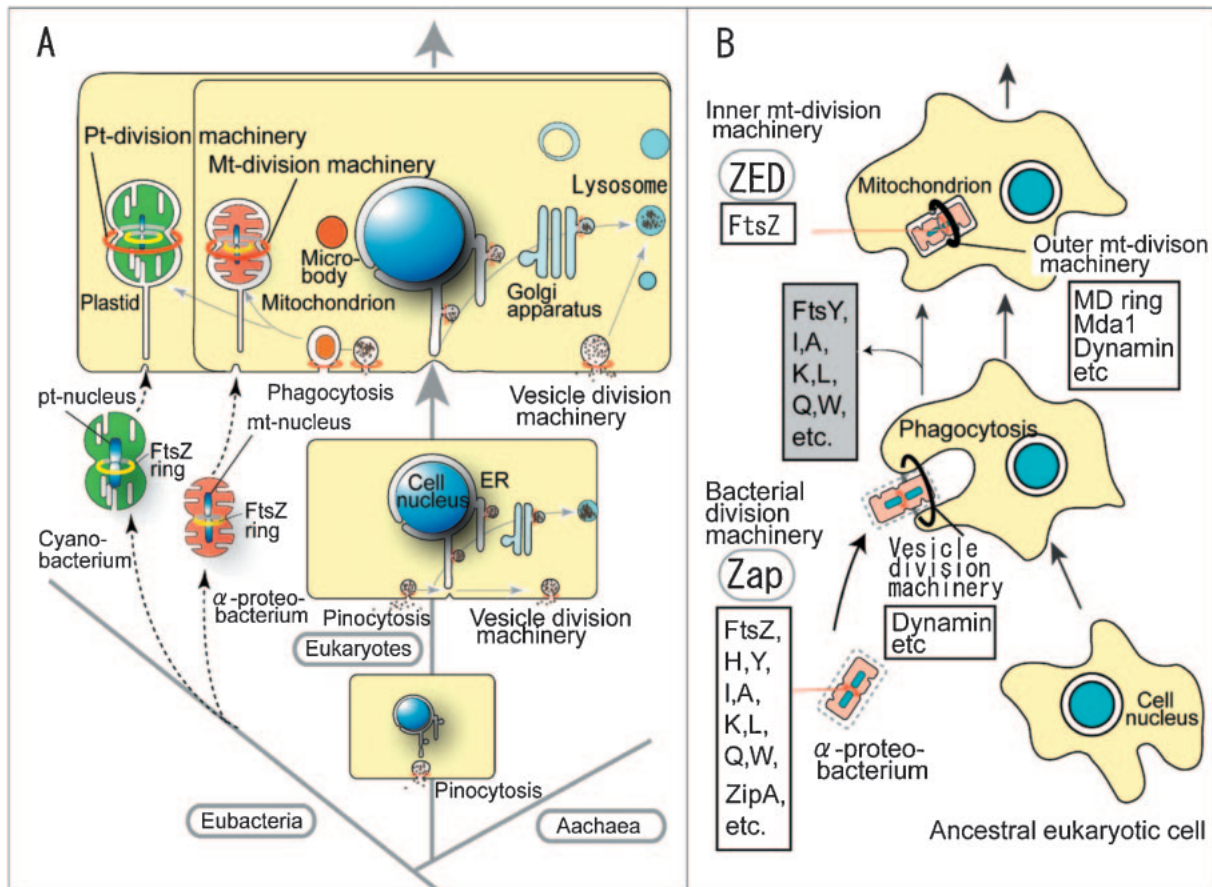 A
Pt-division machinery
Mt-division machinery
Lysosome
Micro-
body
Plastid
Mitochondrion
Golgi
apparatus
Phagocytosis
Vesicle division
machinery
pt-nucleus
mt-nucleus
FtsZ
ring
FtsZ
ring
Cell
nucleus
ER
Cyano-
bacterium
α-proteo-
bacterium
Pinocytosis
Vesicle division
machinery
Eukaryotes
Pinocytosis
Eubacteria
Aachaea
B
Inner mt-division
machinery
ZED
FtsZ
Mitochondrion
Outer mt-divison
machinery
MD ring
Mda1
Dynamin
etc
FtsY,
I,A,
K,L,
Q,W,
etc.
Phagocytosis
Bacterial
division
machinery
Zap
Vesicle
division
machinery
Dynamin
etc
FtsZ,
H,Y,
I,A,
K,L,
Q,W,
ZipA,
etc.
α-proteo-
bacterium
Cell
nucleus
Ancestral eukaryotic cell